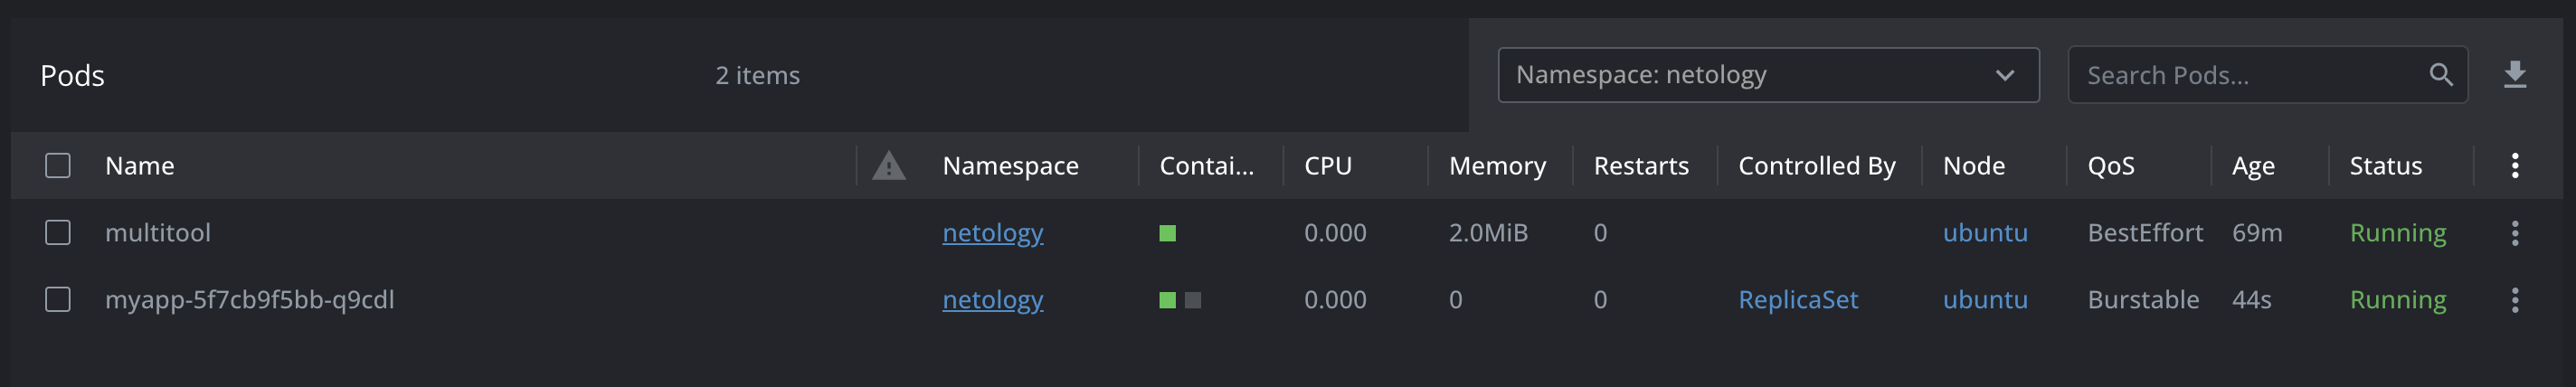 Pods 2 items Namespace: netology Search Pods...
Name Namespace Contai... CPU Memory Restarts Controlled By Node QoS Age Status
multitool netology 0.000 2.0MiB 0 ubuntu BestEffort 69m Running
myapp-5f7cb9f5bb-q9cdl netology 0.000 0 0 ReplicaSet ubuntu Burstable 44s Running